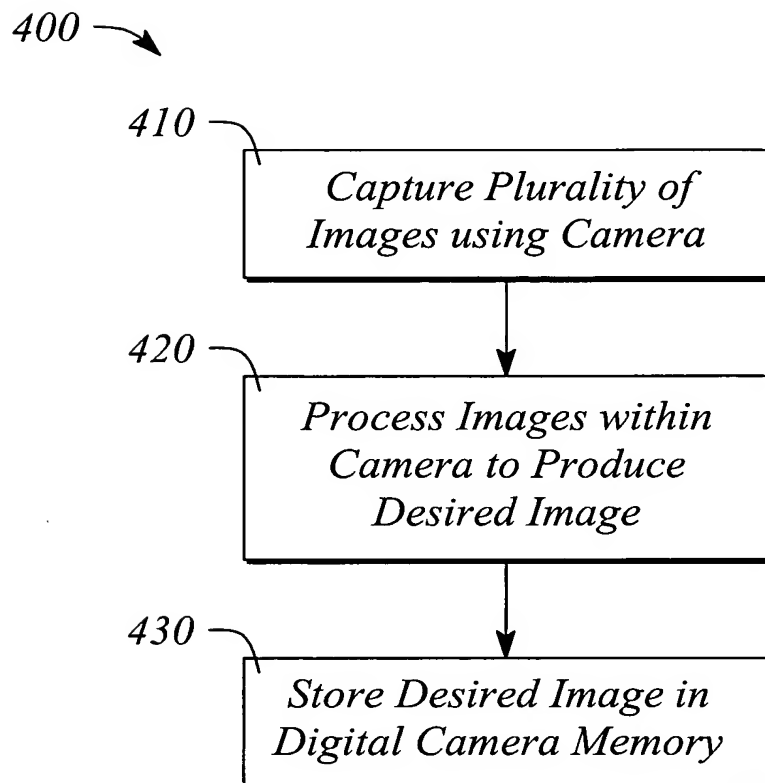 400
410
Capture Plurality of
Images using Camera
420
Process Images within
Camera to Produce
Desired Image
430
Store Desired Image in
Digital Camera Memory